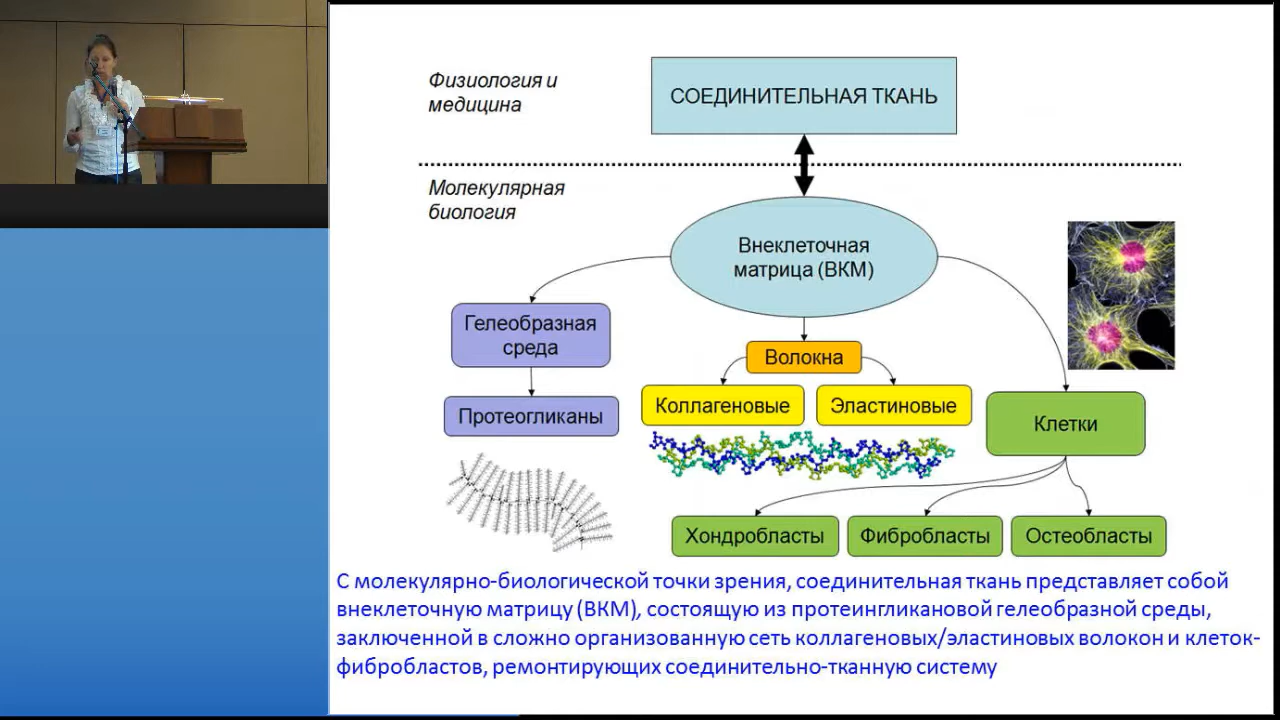 Физиология и
медицина
СОЕДИНИТЕЛЬНАЯ ТКАНЬ
Молекулярная
биология
Внеклеточная
матрица (ВКМ)
Гелеобразная
среда
Волокна
Протеогликаны
Коллагеновые
Эластиновые
Клетки
Хондробласты
Фибробласты
Остеобласты
С молекулярно-биологической точки зрения, соединительная ткань представляет собой
внеклеточную матрицу (ВКМ), состоящую из протеингликановой гелеобразной среды,
заключенной в сложно организованную сеть коллагеновых/эластиновых волокон и клеток-
фибробластов, ремонтирующих соединительно-тканную систему